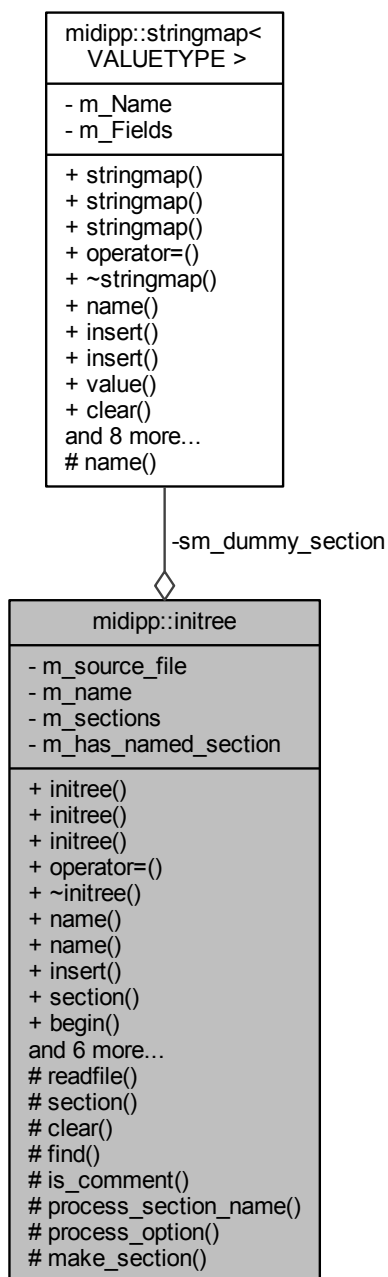 midipp::stringmap<
VALUETYPE >
- m_Name
- m_Fields
+ stringmap()
+ stringmap()
+ stringmap()
+ operator=()
+ ~stringmap()
+ name()
+ insert()
+ insert()
+ value()
+ clear()
and 8 more...
# name()
-sm_dummy_section
midipp::initree
- m_source_file
- m_name
- m_sections
- m_has_named_section
+ initree()
+ initree()
+ initree()
+ operator=()
+ ~initree()
+ name()
+ name()
+ insert()
+ section()
+ begin()
and 6 more...
# readfile()
# section()
# clear()
# find()
# is_comment()
# process_section_name()
# process_option()
# make_section()